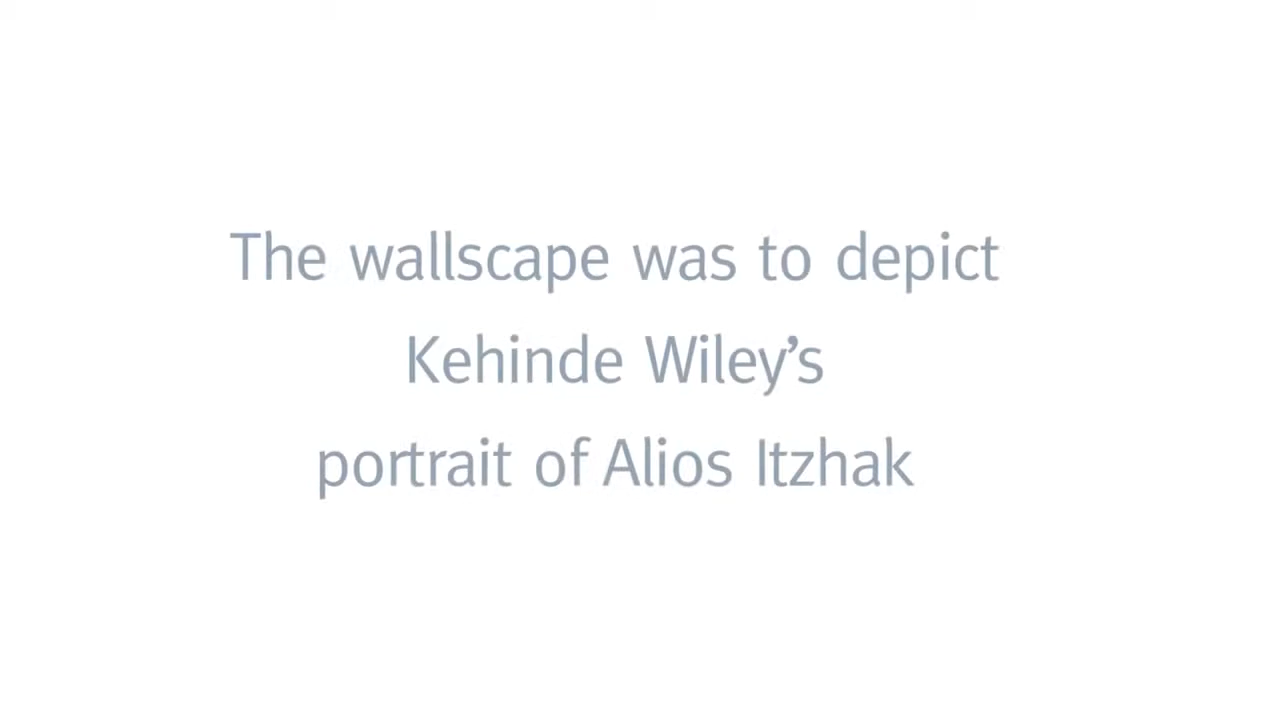 The wallscape was to depict
Kehinde Wiley’s
portrait of Alios Itzhak